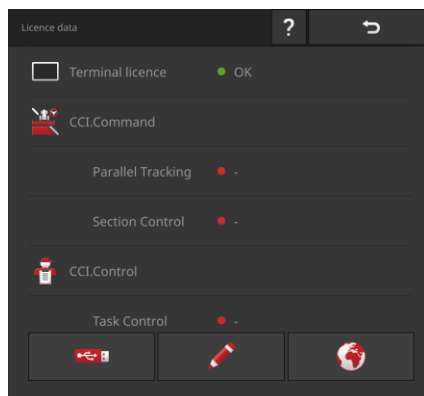 Licence data ?
Terminal licence OK
CCI.Command
Parallel Tracking -
Section Control -
CCI.Control
Task Control -